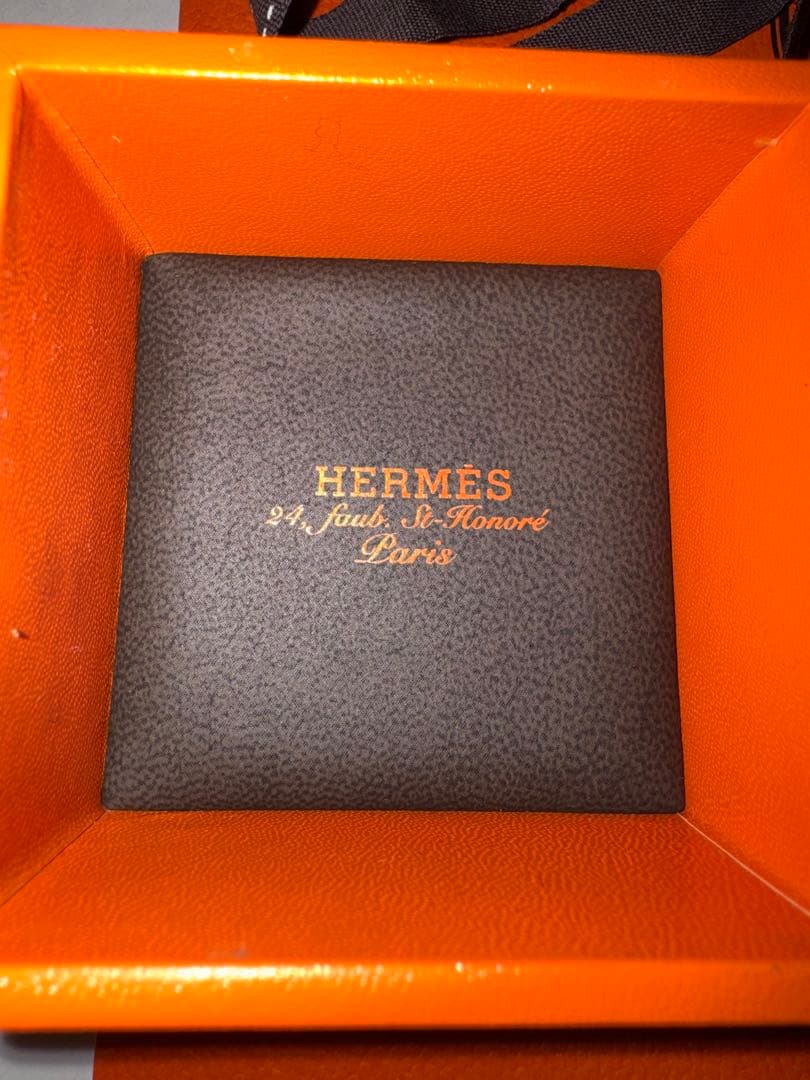 HERMÈS
24, faub. St-Honoré
Paris